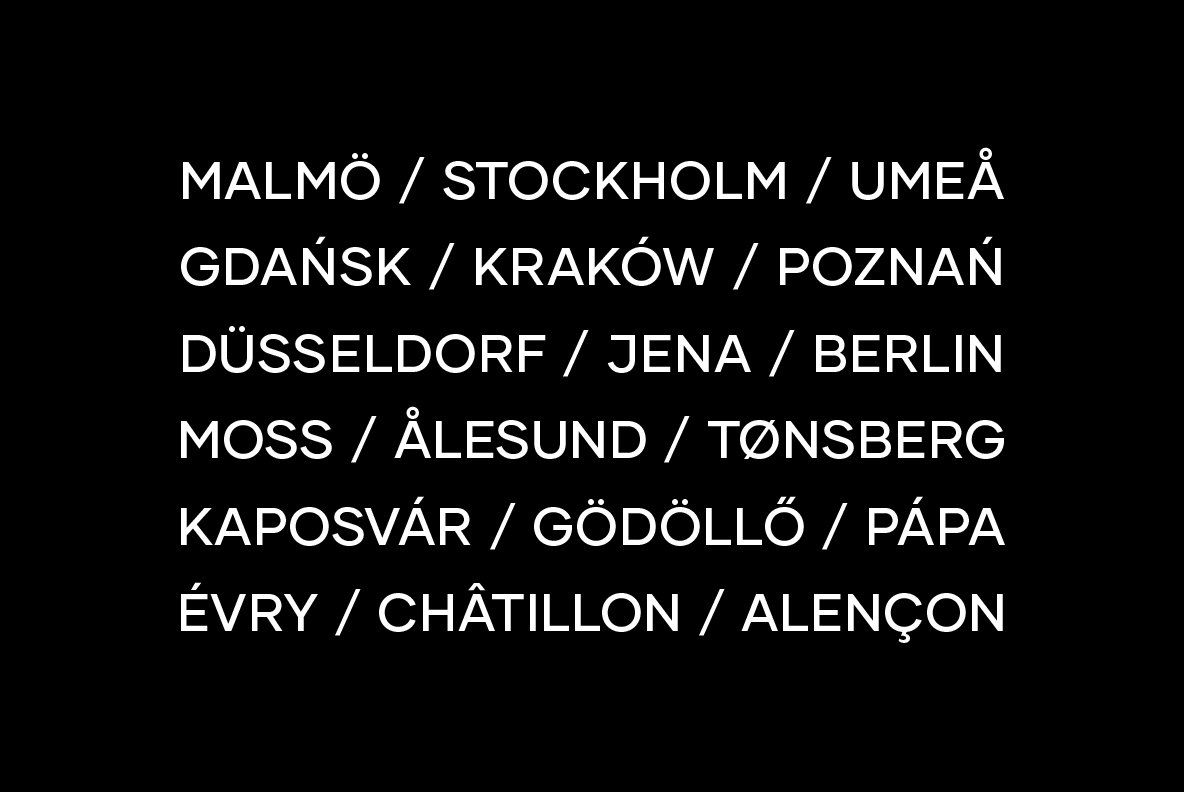 MALMÖ / STOCKHOLM / UMEÅ
GDAŃSK / KRAKÓW / POZNAŃ
DÜSSELDORF / JENA / BERLIN
MOSS / ÅLESUND / TØNSBERG
KAPOSVÁR / GÖDÖLLŐ / PÁPA
ÉVRY / CHÂTILLON / ALENÇON